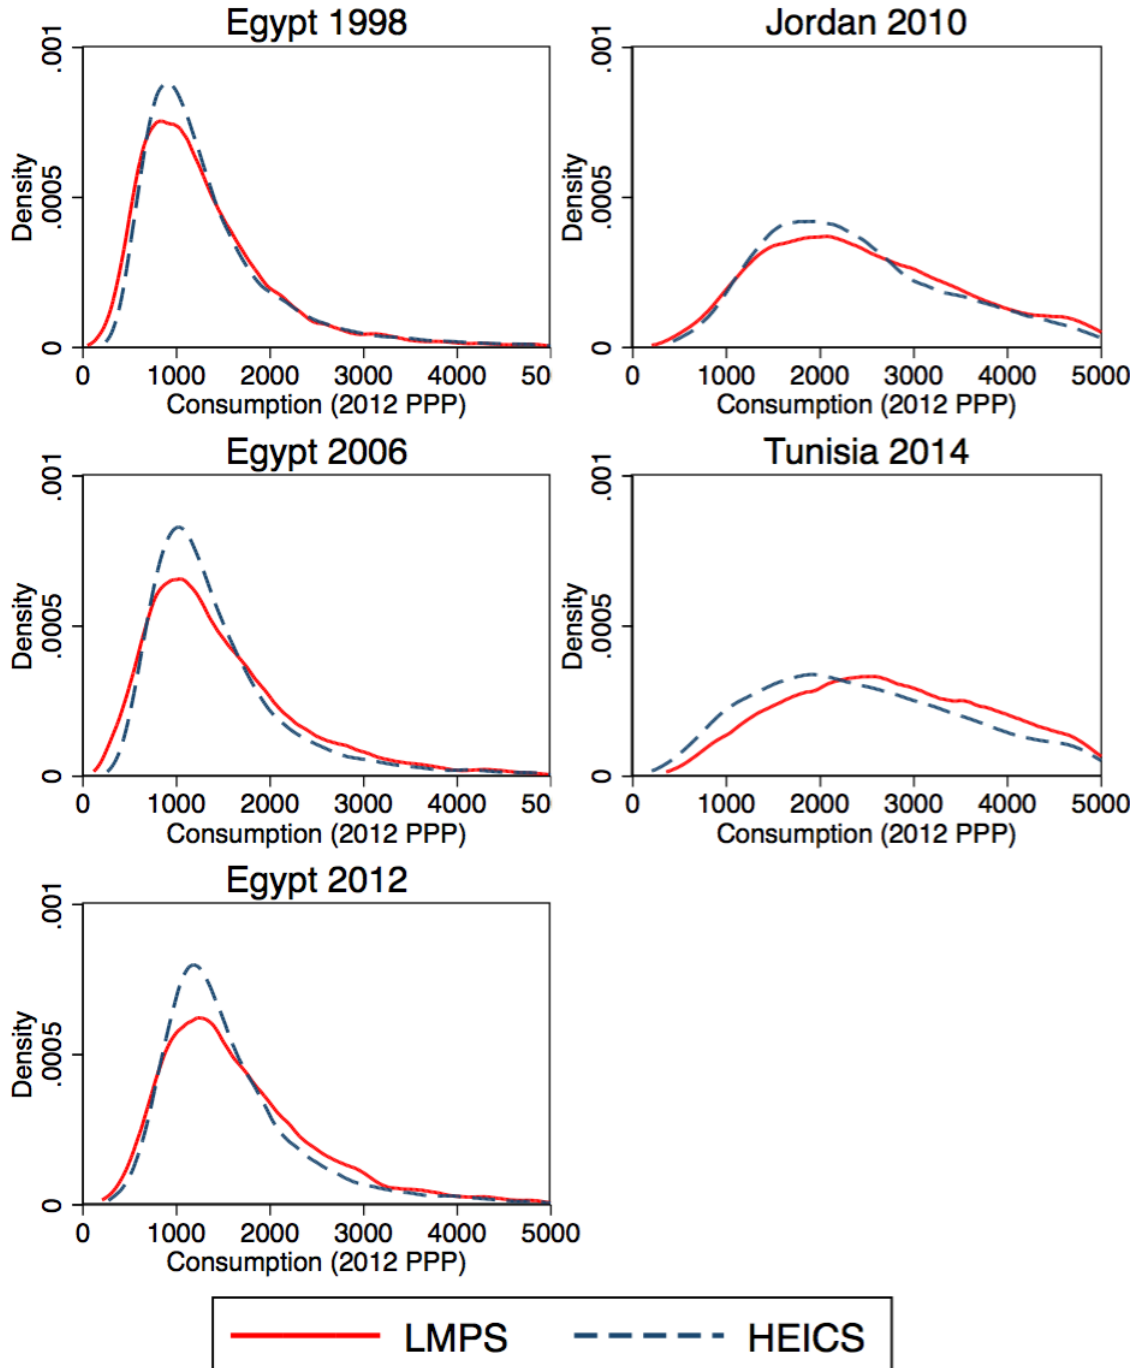 Egypt 1998
Density
0 .0005 .001
0 1000 2000 3000 4000 50
Consumption (2012 PPP)
Jordan 2010
Density
0 .0005 .001
0 1000 2000 3000 4000 5000
Consumption (2012 PPP)
Egypt 2006
Density
0 .0005 .001
0 1000 2000 3000 4000 50
Consumption (2012 PPP)
Tunisia 2014
Density
0 .0005 .001
0 1000 2000 3000 4000 5000
Consumption (2012 PPP)
Egypt 2012
Density
0 .0005 .001
0 1000 2000 3000 4000 5000
Consumption (2012 PPP)
LMPS HEICS